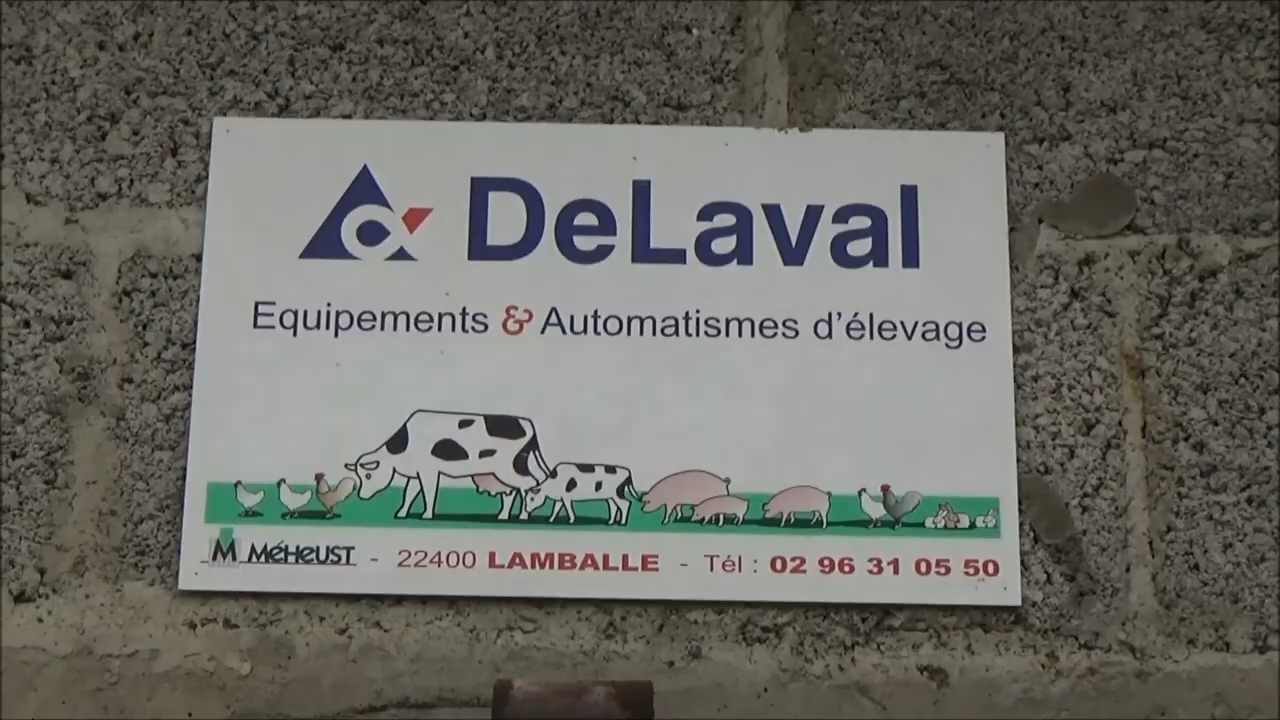 DeLaval
Equipements & Automatismes d'élevage
M MéHeUST - 22400 LAMBALLE - Tél : 02 96 31 05 50